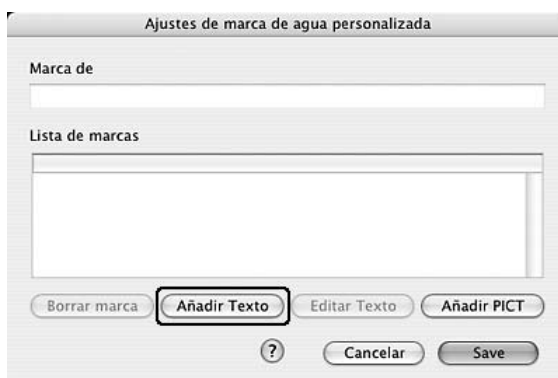 Ajustes de marca de agua personalizada
Marca de
Lista de marcas
Borrar marca Añadir Texto Editar Texto Añadir PICT
? Cancelar Save